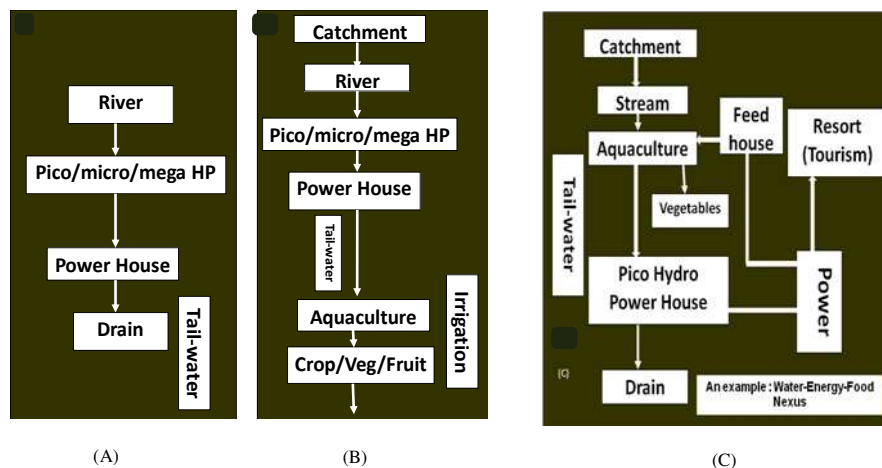 River
Pico/micro/mega HP
Power House
Drain
Tail-water
(A)
Catchment
River
Pico/micro/mega HP
Power House
Tail-water
Irrigation
Aquaculture
Crop/Veg/Fruit
(B)
Catchment
Stream
Feed
house
Resort
(Tourism)
Aquaculture
Tail-water
Vegetables
Pico Hydro
Power House
Power
(C)
Drain
An example : Water-Energy-Food
Nexus
(C)